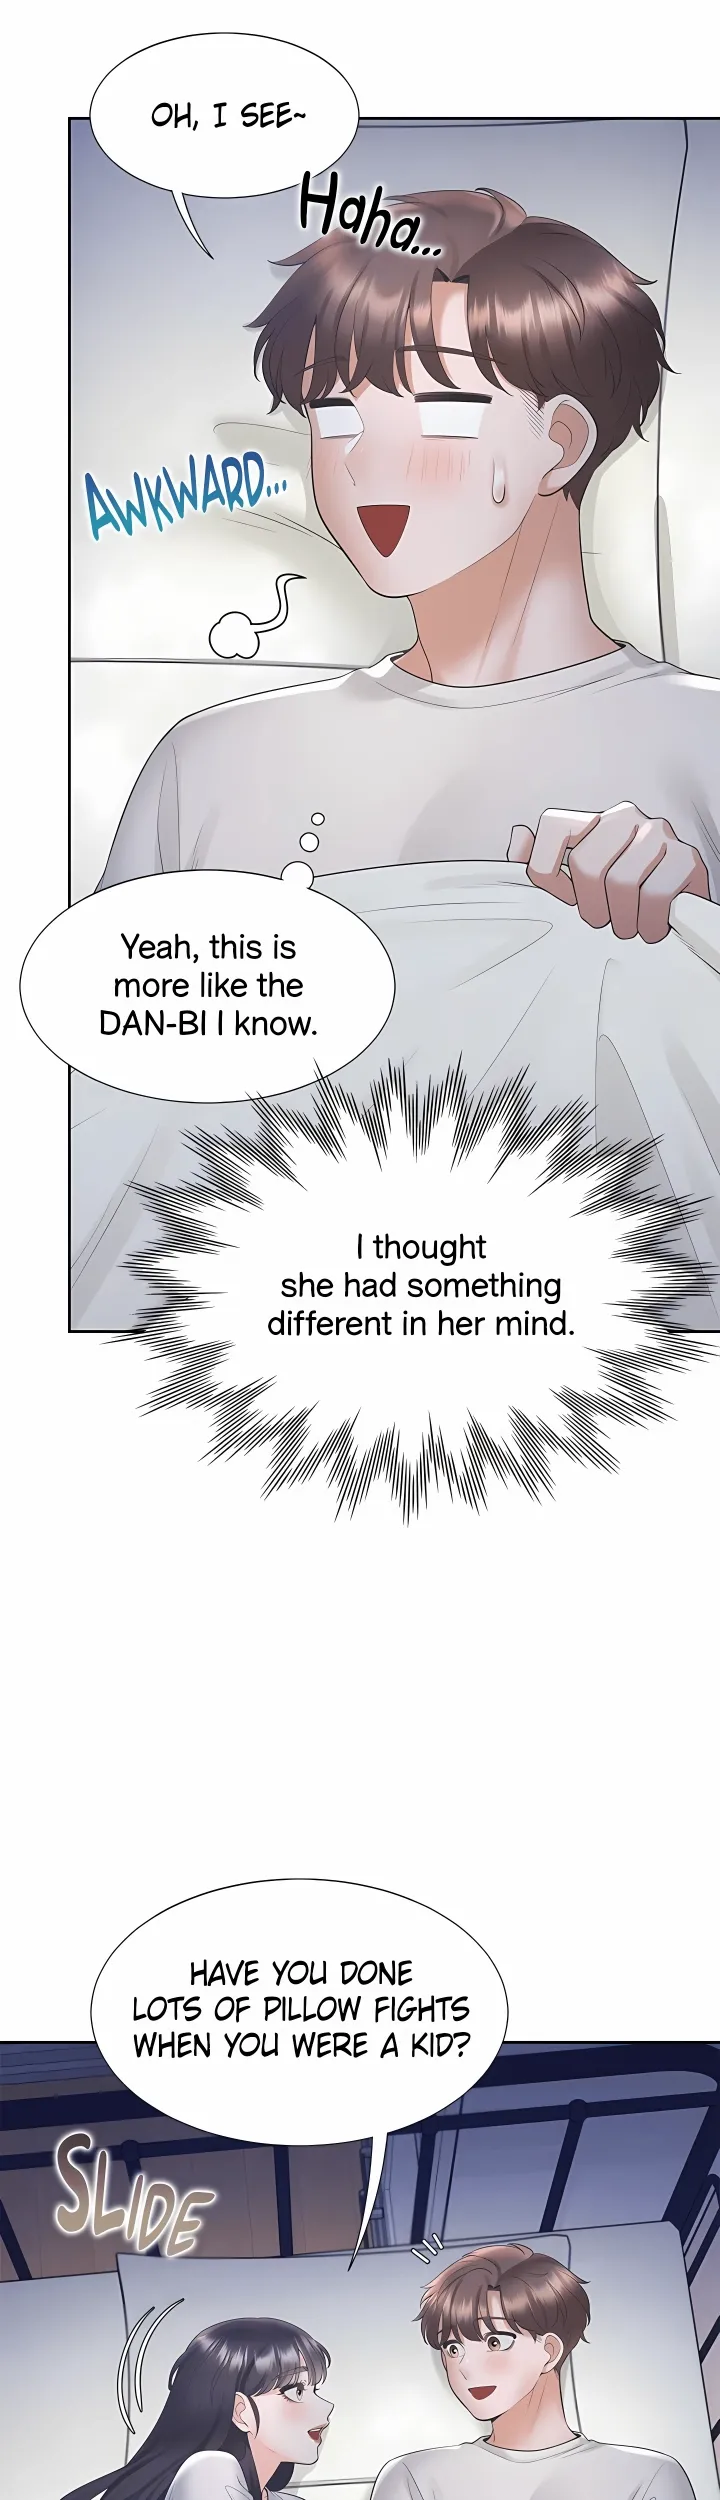 OH, I SEE~
Haha...
AWKWARD...
Yeah, this is
more like the
DAN-BI I know.
I thought
she had something
different in her mind.
HAVE YOU DONE
LOTS OF PILLOW FIGHTS
WHEN YOU WERE A KID?
SLIDE